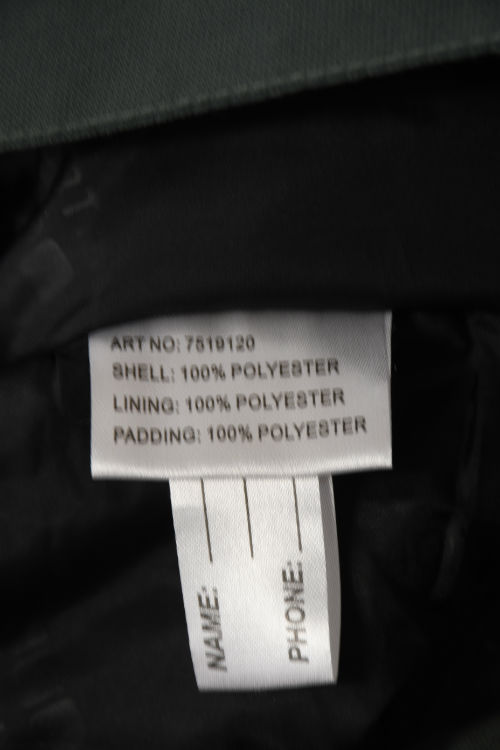 ART NO: 7519120
SHELL: 100% POLYESTER
LINING: 100% POLYESTER
PADDING: 100% POLYESTER
NAME:
PHONE: